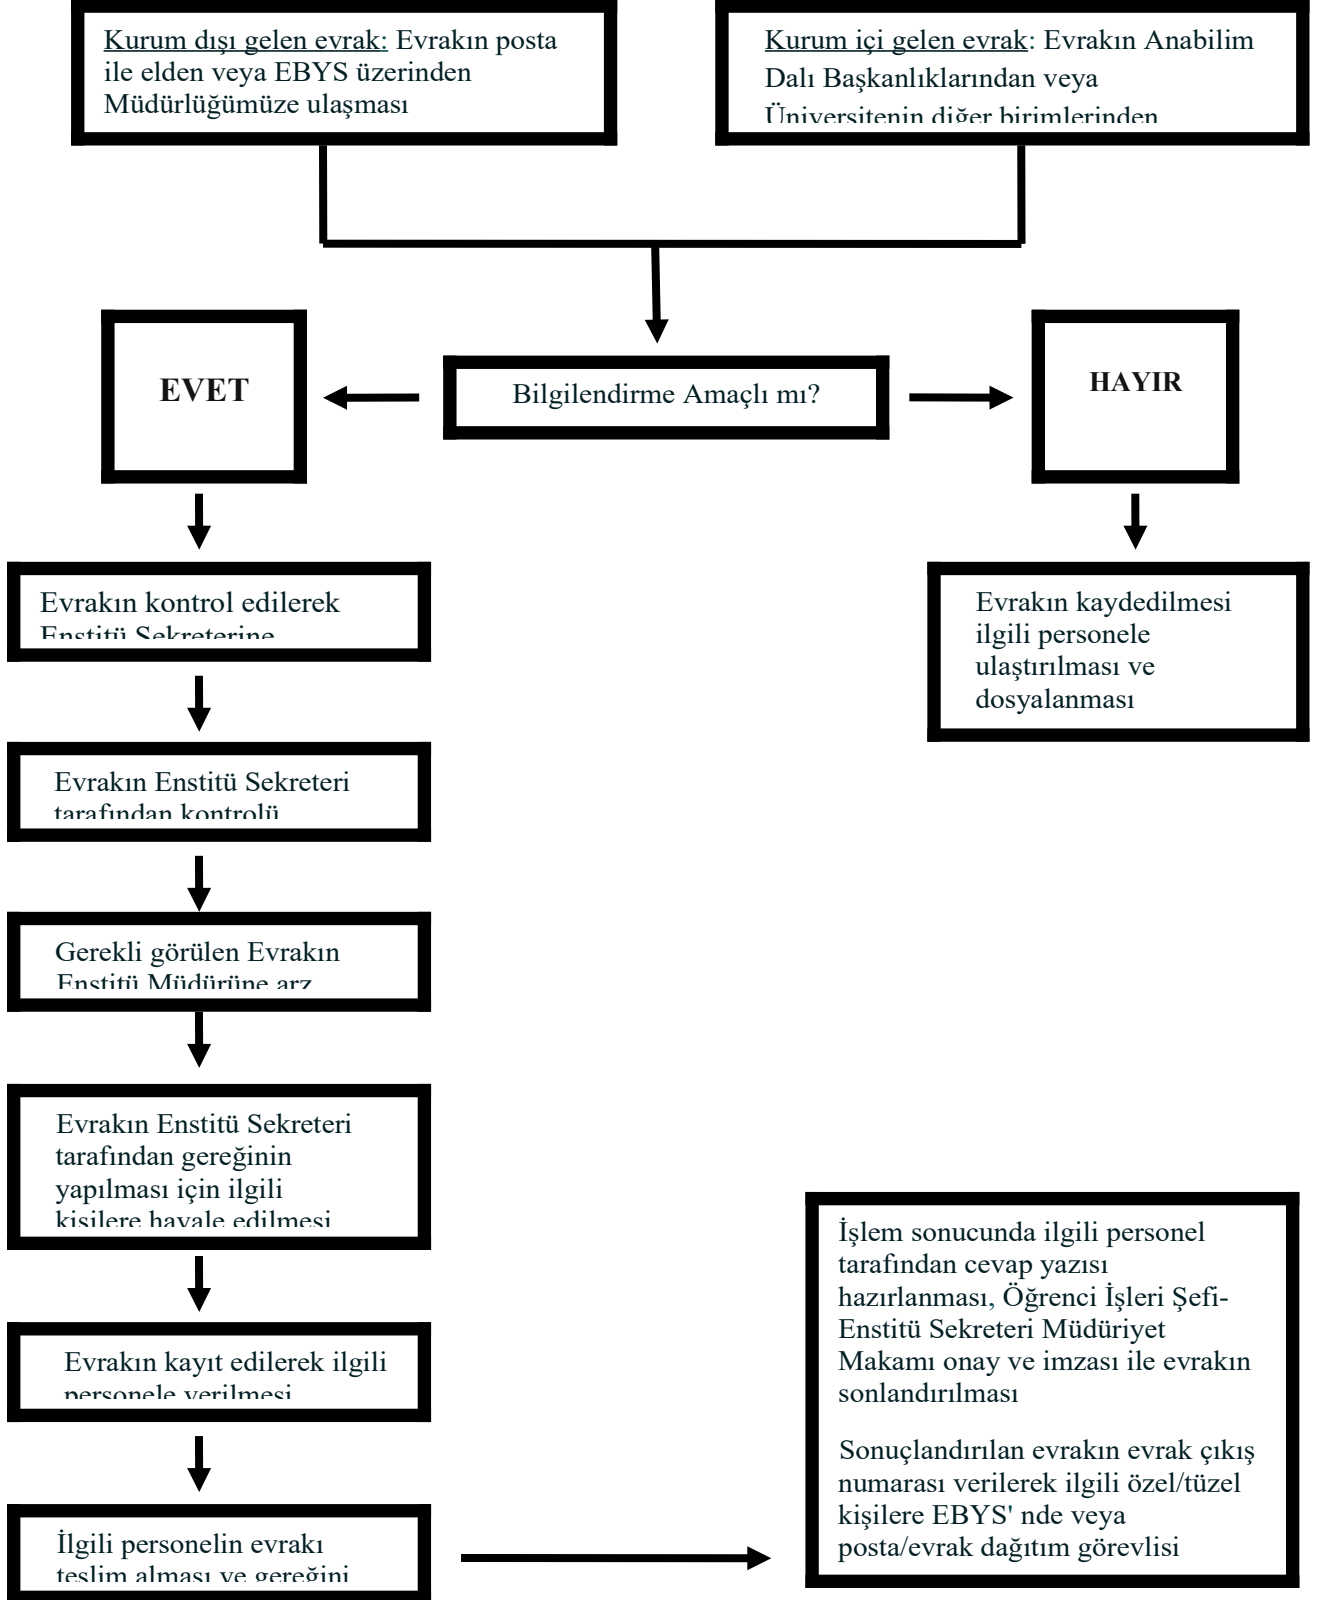 Kurum dışı gelen evrak: Evrakın posta
ile elden veya EBYS üzerinden
Müdürlüğümüze ulaşması
Kurum içi gelen evrak: Evrakın Anabilim
Dalı Başkanlıklarından veya
Üniversitenin diğer birimlerinden
EVET
Bilgilendirme Amaçlı mı?
HAYIR
Evrakın kontrol edilerek
Enstitü Sekreterine
Evrakın kaydedilmesi
ilgili personele
ulaştırılması ve
dosyalanması
Evrakın Enstitü Sekreteri
tarafından kontrolü
Gerekli görülen Evrakın
Enstitü Müdürüne arz
Evrakın Enstitü Sekreteri
tarafından gereğinin
yapılması için ilgili
kişilere havale edilmesi
Evrakın kayıt edilerek ilgili
personele verilmesi
İlgili personelin evrakı
teslim alması ve gereğini
İşlem sonucunda ilgili personel
tarafından cevap yazısı
hazırlanması, Öğrenci İşleri Şefi-
Enstitü Sekreteri Müdüriyet
Makamı onay ve imzası ile evrakın
sonlandırılması
Sonuçlandırılan evrakın evrak çıkış
numarası verilerek ilgili özel/tüzel
kişilere EBYS' nde veya
posta/evrak dağıtım görevlisi